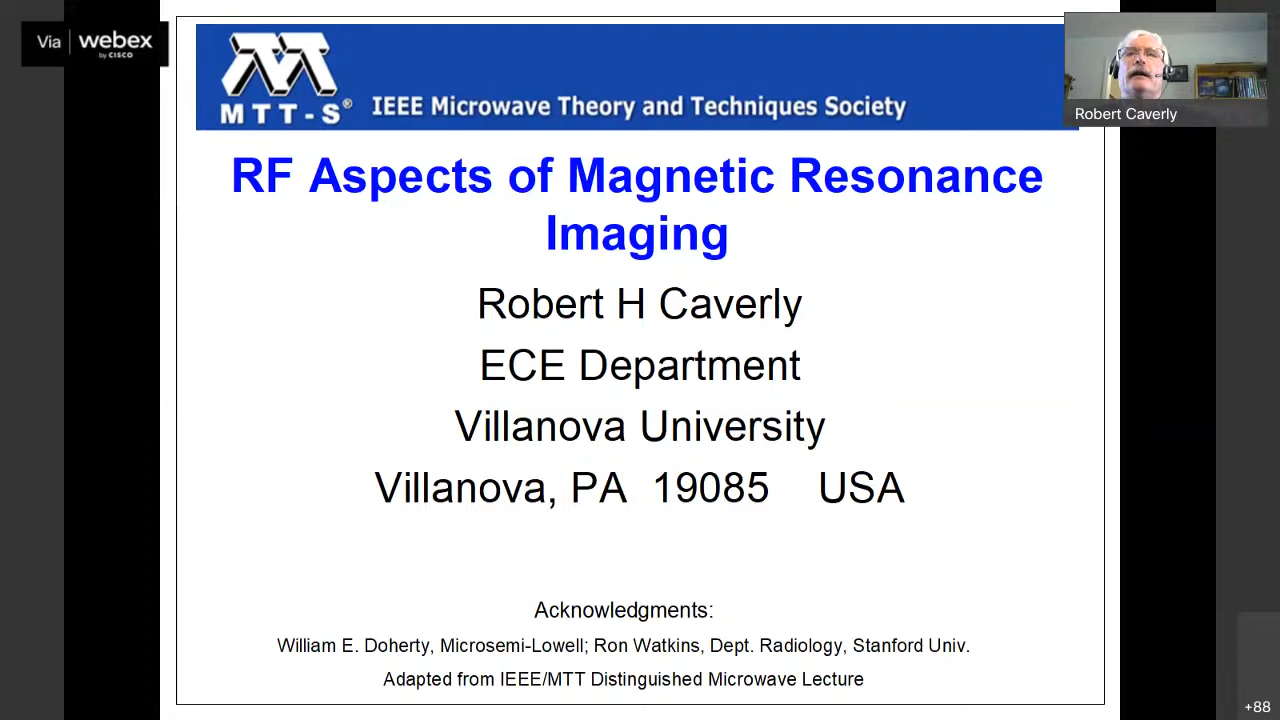 Via webex
by CISCO
MTT-S®
IEEE Microwave Theory and Techniques Society
Robert Caverly
RF Aspects of Magnetic Resonance
Imaging
Robert H Caverly
ECE Department
Villanova University
Villanova, PA 19085 USA
Acknowledgments:
William E. Doherty, Microsemi-Lowell; Ron Watkins, Dept. Radiology, Stanford Univ.
Adapted from IEEE/MTT Distinguished Microwave Lecture
+88